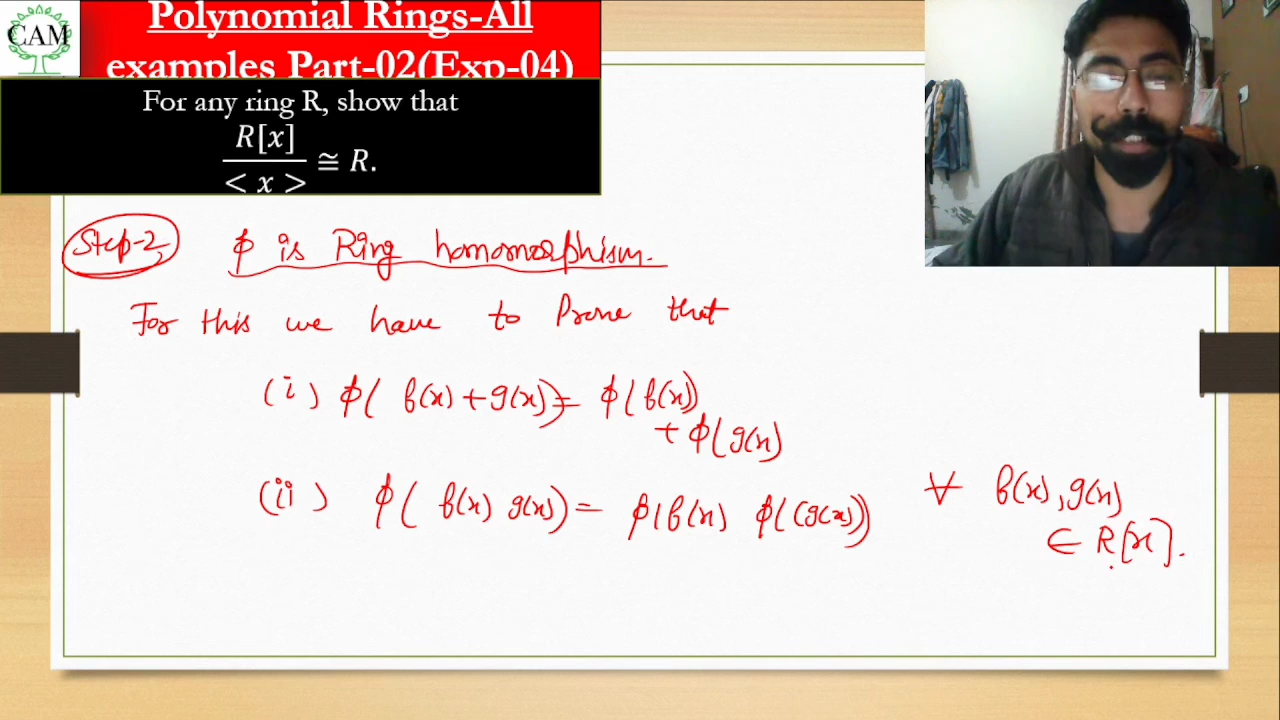 CAM
Polynomial Rings-All
examples Part-02(Exp-04)
For any ring R, show that
R[x]
< x > ≅ R.
Step-2, ϕ is Ring homomorphism.
For this we have to Prove that
(i) ϕ( f(x) + g(x)) = ϕ(f(x))
+ ϕ(g(x)
(ii) ϕ( f(x) g(x)) = ϕ(f(x) ϕ((g(x))) ∀ f(x), g(x)
∈ R[x].